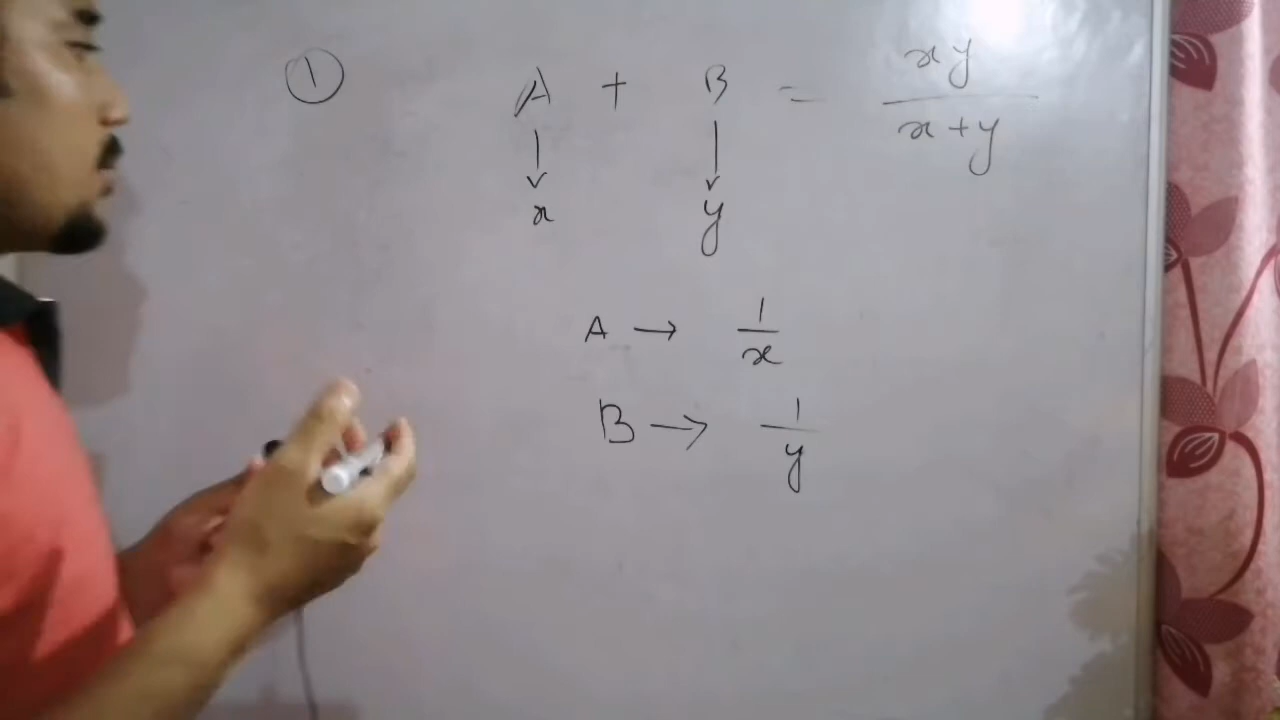 ① A + B = xy / x + y
↓ ↓
x y
A → 1/x
B → 1/y